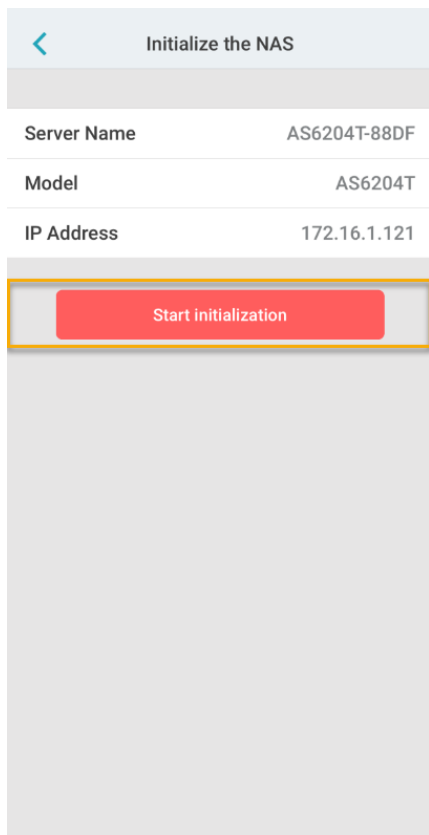 Initialize the NAS
Server Name AS6204T-88DF
Model AS6204T
IP Address 172.16.1.121
Start initialization